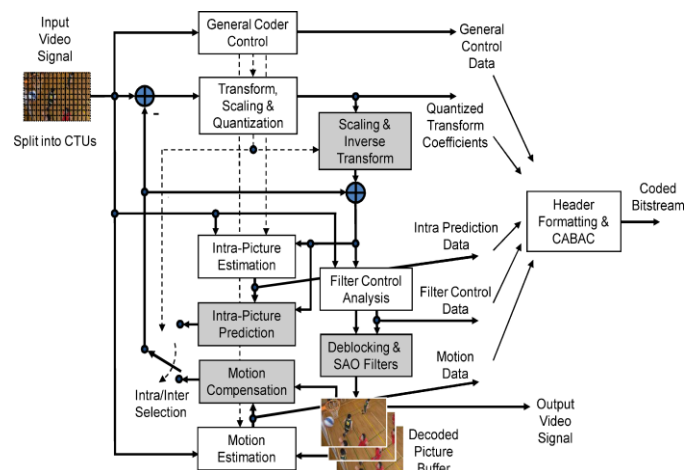 Input
Video
Signal
Split into CTUs
General Coder
Control
General
Control
Data
Transform,
Scaling &
Quantization
-
Quantized
Transform
Coefficients
Scaling &
Inverse
Transform
Coded
Bitstream
Header
Formatting &
CABAC
Intra Prediction
Data
Intra-Picture
Estimation
Filter Control
Analysis
Filter Control
Data
Intra-Picture
Prediction
Deblocking &
SAO Filters
Motion
Data
Motion
Compensation
Intra/Inter
Selection
Output
Video
Signal
Motion
Estimation
Decoded
Picture
Buffer